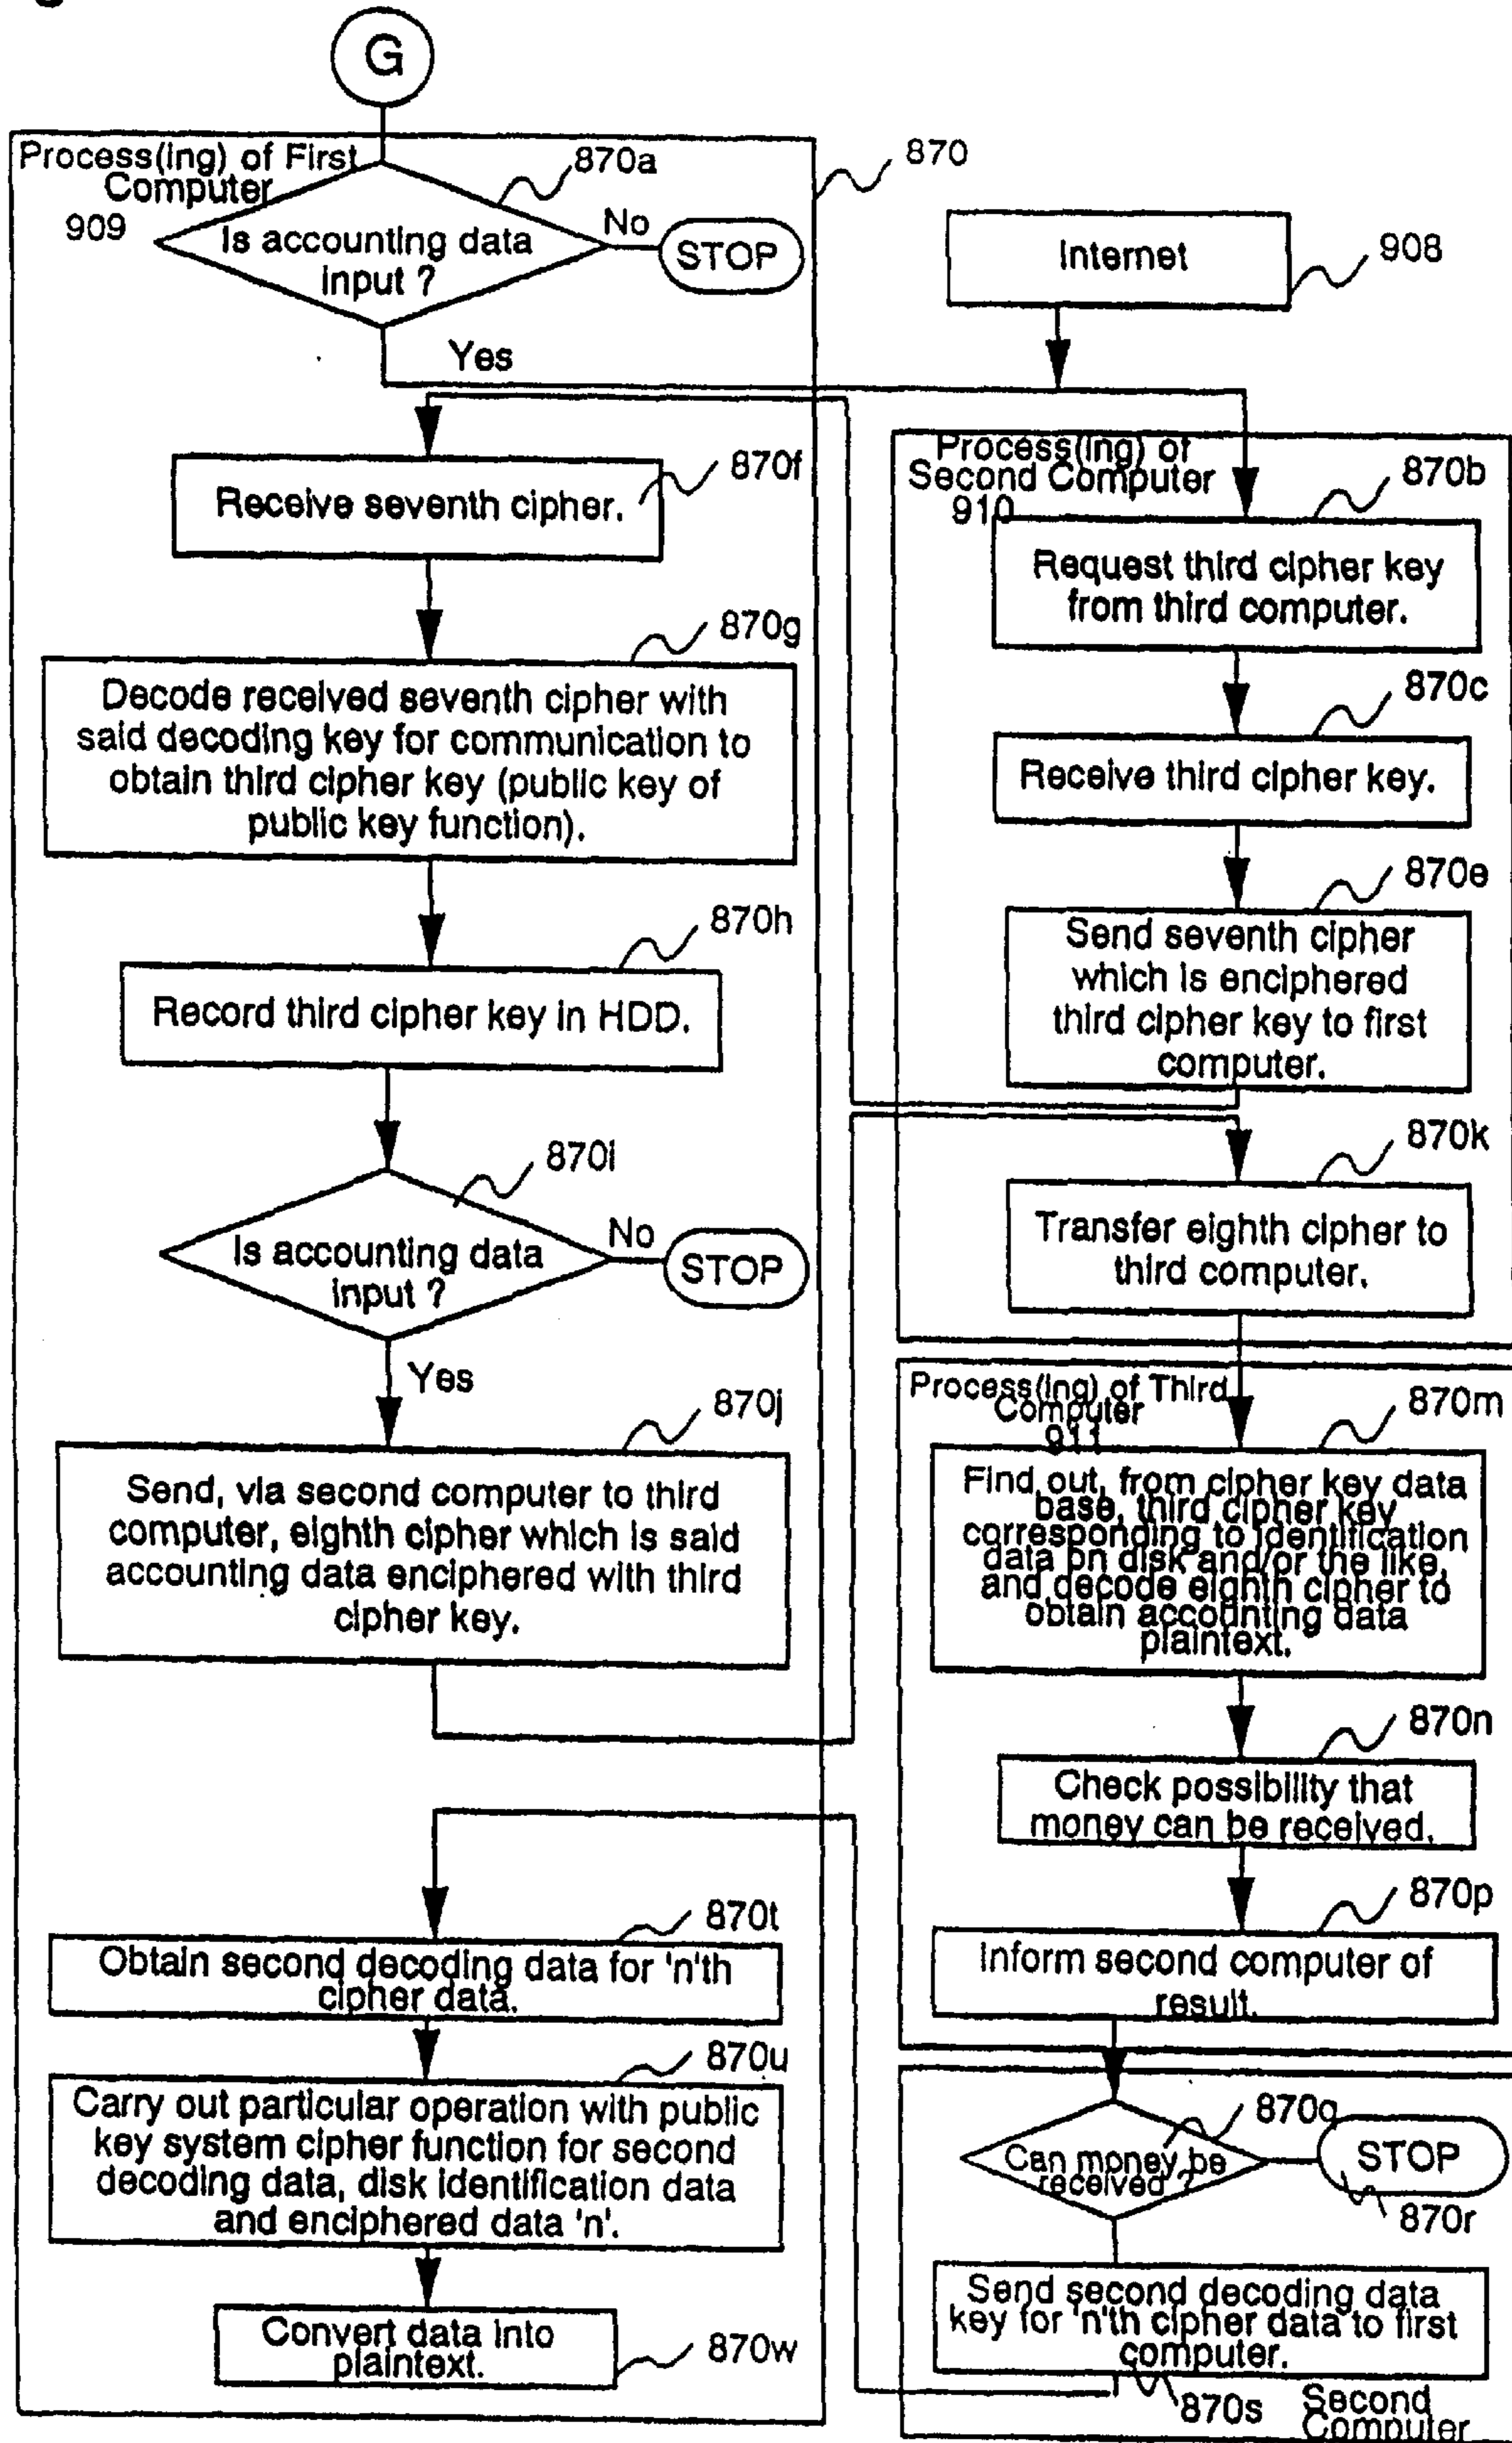 G
Process(ing) of First
Computer
909
870a
870
Is accounting data
input ?
No
STOP
Yes
Internet
908
Receive seventh cipher.
870f
Decode received seventh cipher with
said decoding key for communication to
obtain third cipher key (public key of
public key function).
870g
Record third cipher key in HDD.
870h
870i
Is accounting data
input ?
No
STOP
Yes
870j
Send, via second computer to third
computer, eighth cipher which is said
accounting data enciphered with third
cipher key.
870t
Obtain second decoding data for 'n'th
cipher data.
870u
Carry out particular operation with public
key system cipher function for second
decoding data, disk identification data
and enciphered data 'n'.
Convert data into
plaintext.
870w
Process(ing) of
Second Computer
910
870b
Request third cipher key
from third computer.
870c
Receive third cipher key.
870e
Send seventh cipher
which is enciphered
third cipher key to first
computer.
870k
Transfer eighth cipher to
third computer.
Process(ing) of Third
Computer
911
870m
Find out, from cipher key data
base, third cipher key
corresponding to identification
data on disk and/or the like,
and decode eighth cipher to
obtain accounting data
plaintext.
870n
Check possibility that
money can be received.
870p
Inform second computer of
result.
870q
Can money be
received ?
STOP
870r
Send second decoding data
key for 'n'th cipher data to first
computer.
870s
Second
Computer